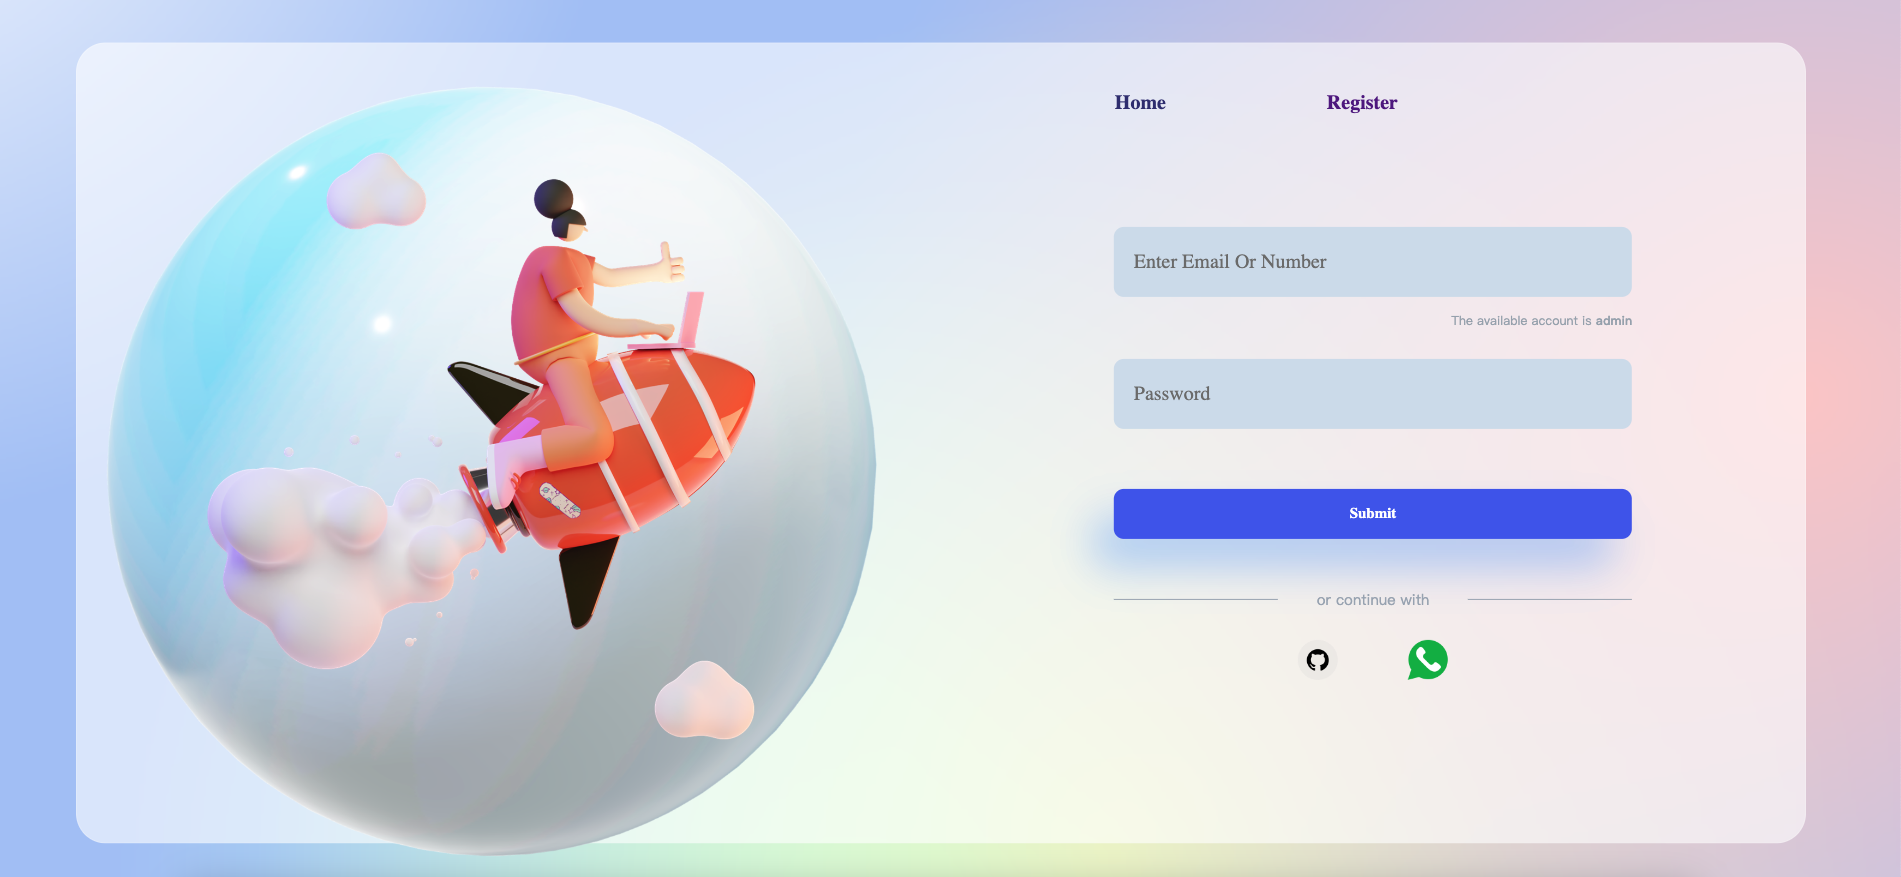 Home
Register
Enter Email Or Number
The available account is admin
Password
Submit
or continue with